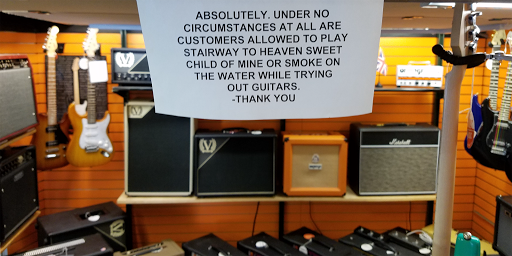 ABSOLUTELY. UNDER NO
CIRCUMSTANCES AT ALL ARE
CUSTOMERS ALLOWED TO PLAY
STAIRWAY TO HEAVEN SWEET
CHILD OF MINE OR SMOKE ON
THE WATER WHILE TRYING
OUT GUITARS.
-THANK YOU
Marshall